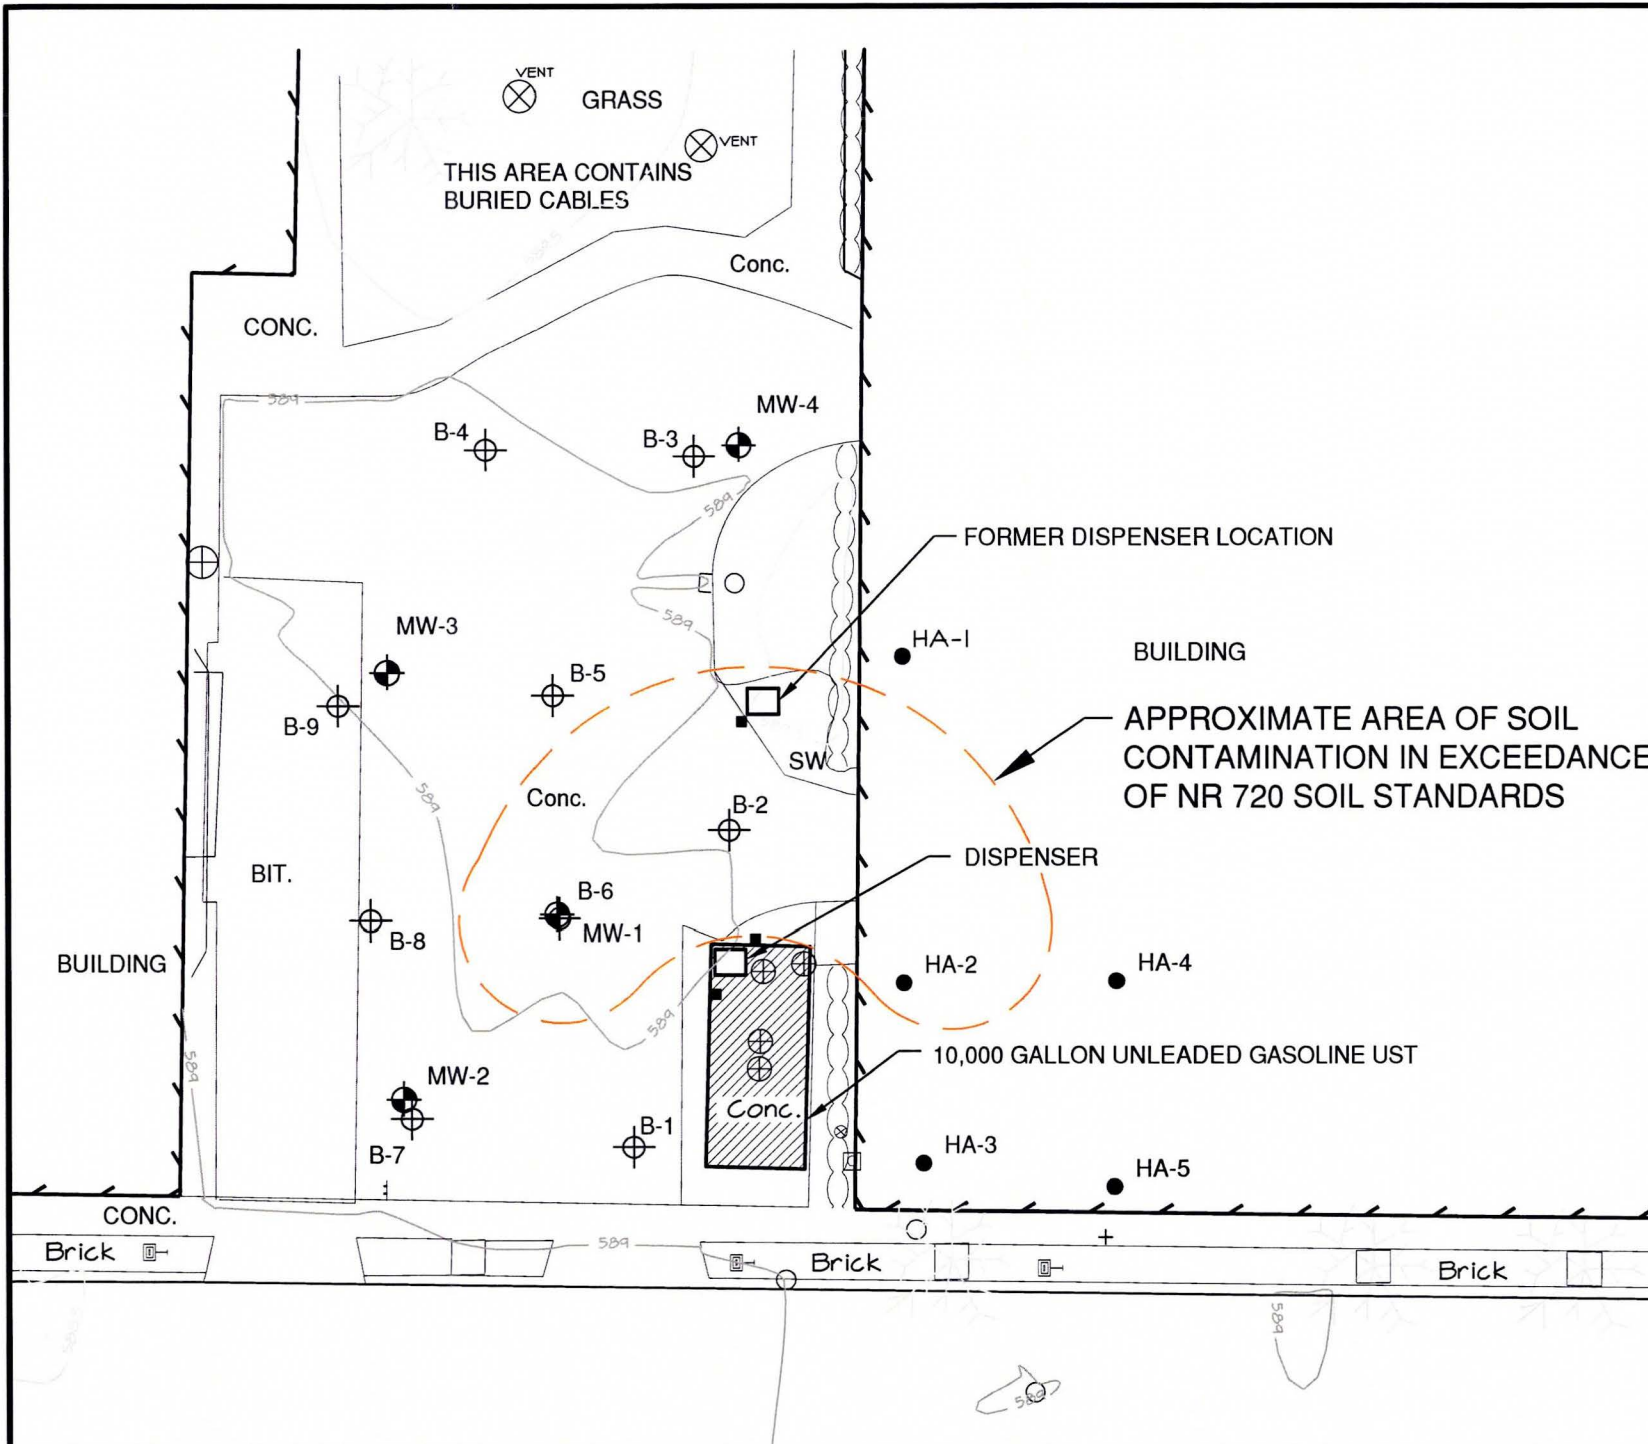 VENT
GRASS
VENT
THIS AREA CONTAINS
BURIED CABLES
Conc.
CONC.
589
MW-4
B-4
B-3
589
FORMER DISPENSER LOCATION
MW-3
589
HA-1
BUILDING
B-5
B-9
APPROXIMATE AREA OF SOIL
CONTAMINATION IN EXCEEDANCE
OF NR 720 SOIL STANDARDS
SW
589
Conc.
B-2
DISPENSER
BIT.
B-6
MW-1
B-8
BUILDING
HA-2
HA-4
589
10,000 GALLON UNLEADED GASOLINE UST
589
MW-2
Conc.
B-1
B-7
HA-3
HA-5
CONC.
Brick
589
Brick
Brick
589
589